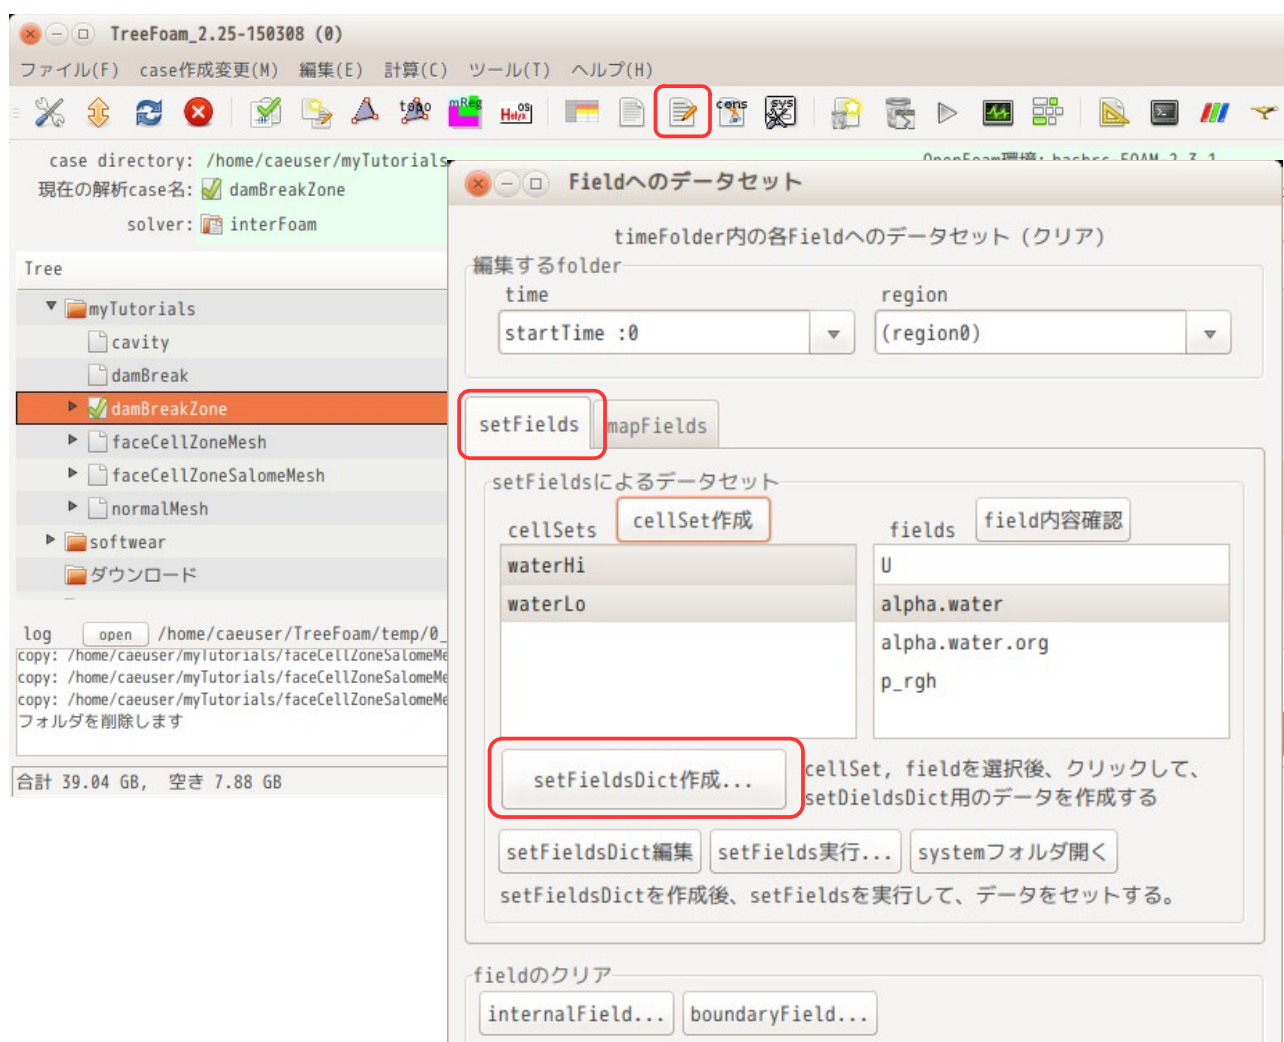 TreeFoam_2.25-150308 (0)
ファイル(F) case作成変更(M) 編集(E) 計算(C) ツール(T) ヘルプ(H)
topo mReg Helyx OS cons sys
case directory: /home/caeuser/myTutorials
OpenFoam環境: bashrc-FOAM-2.3.1
現在の解析case名: damBreakZone
solver: interFoam
Tree
myTutorials
cavity
damBreak
damBreakZone
faceCellZoneMesh
faceCellZoneSalomeMesh
normalMesh
softwear
ダウンロード
log open /home/caeuser/TreeFoam/temp/0_
copy: /home/caeuser/myTutorials/faceCellZoneSalomeMe
copy: /home/caeuser/myTutorials/faceCellZoneSalomeMe
copy: /home/caeuser/myTutorials/faceCellZoneSalomeMe
フォルダを削除します
合計 39.04 GB, 空き 7.88 GB
Fieldへのデータセット
timeFolder内の各Fieldへのデータセット (クリア)
編集するfolder
time region
startTime :0 (region0)
setFields mapFields
setFieldsによるデータセット
cellSets cellSet作成 fields field内容確認
waterHi
waterLo
U
alpha.water
alpha.water.org
p_rgh
setFieldsDict作成...
cellSet, fieldを選択後、クリックして、
setDieldsDict用のデータを作成する
setFieldsDict編集 setFields実行... systemフォルダ開く
setFieldsDictを作成後、setFieldsを実行して、データをセットする。
fieldのクリア
internalField... boundaryField...